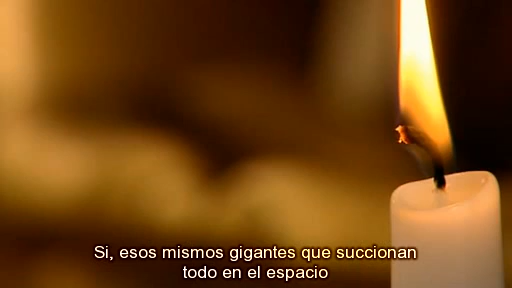 Si, esos mismos gigantes que succionan
todo en el espacio